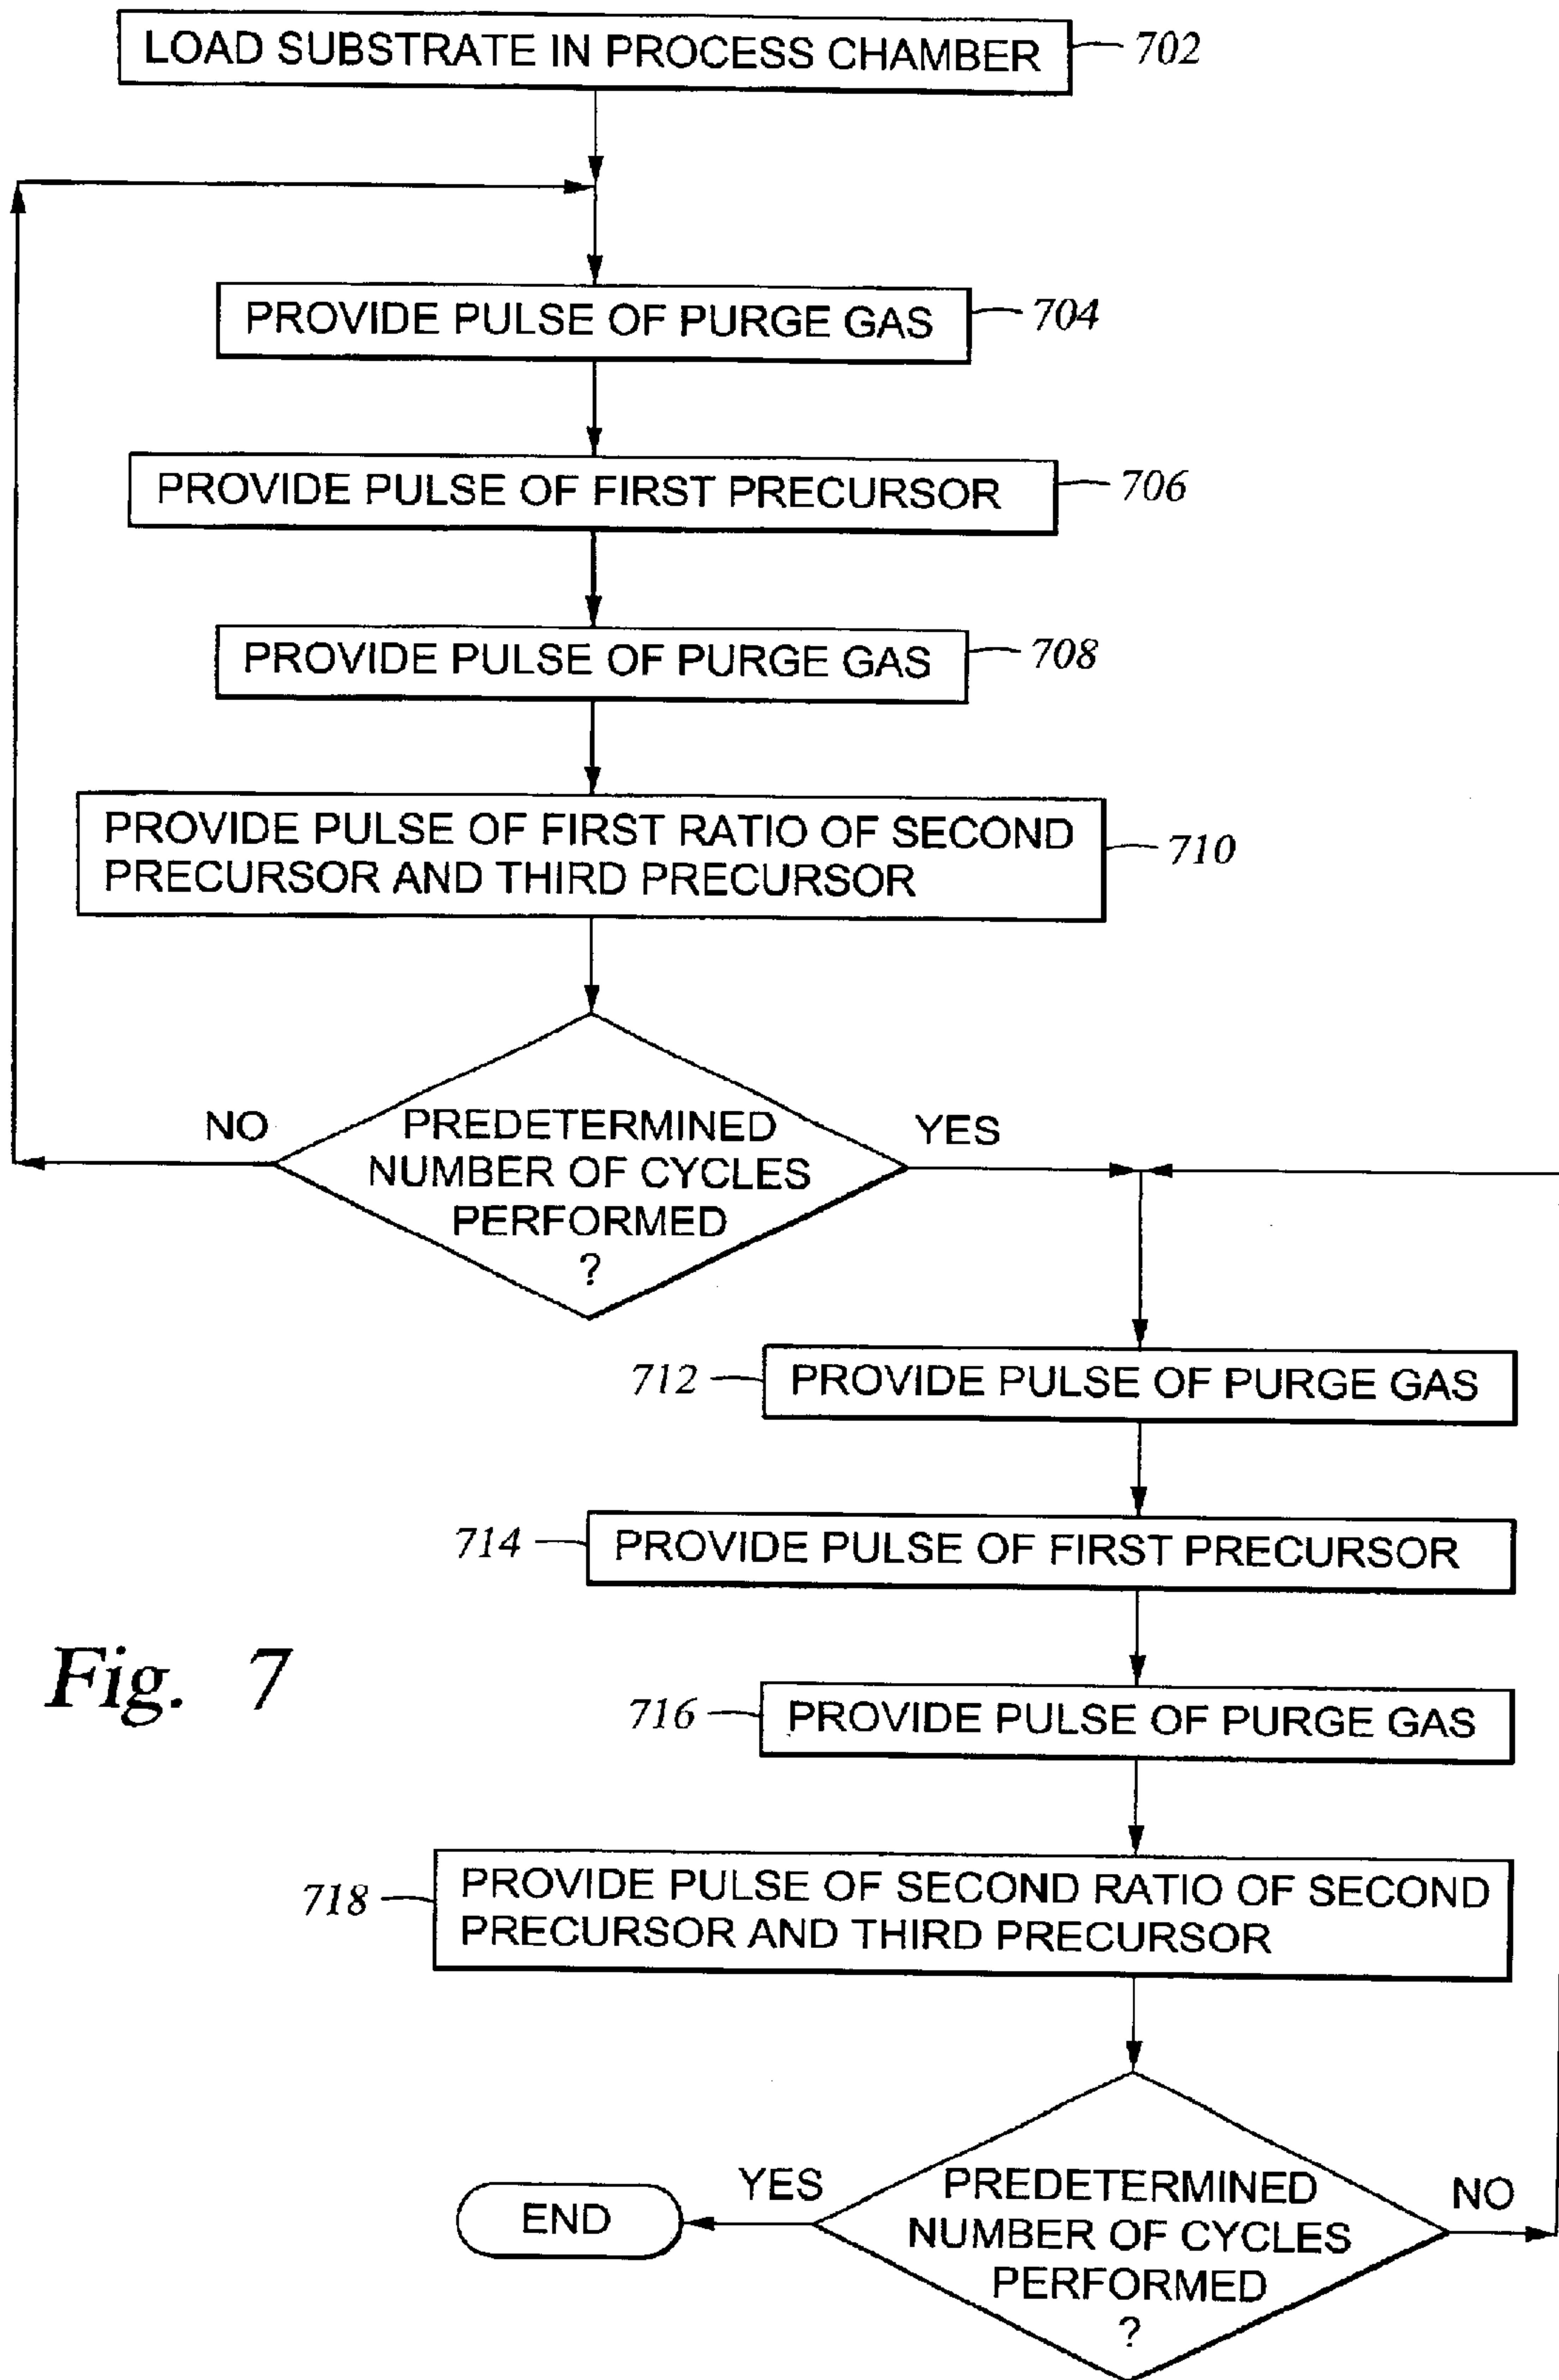 LOAD SUBSTRATE IN PROCESS CHAMBER 702
PROVIDE PULSE OF PURGE GAS 704
PROVIDE PULSE OF FIRST PRECURSOR 706
PROVIDE PULSE OF PURGE GAS 708
PROVIDE PULSE OF FIRST RATIO OF SECOND
PRECURSOR AND THIRD PRECURSOR
710
NO
PREDETERMINED
NUMBER OF CYCLES
PERFORMED
?
YES
712 PROVIDE PULSE OF PURGE GAS
714 PROVIDE PULSE OF FIRST PRECURSOR
Fig. 7
716 PROVIDE PULSE OF PURGE GAS
718
PROVIDE PULSE OF SECOND RATIO OF SECOND
PRECURSOR AND THIRD PRECURSOR
END
YES
PREDETERMINED
NUMBER OF CYCLES
PERFORMED
?
NO